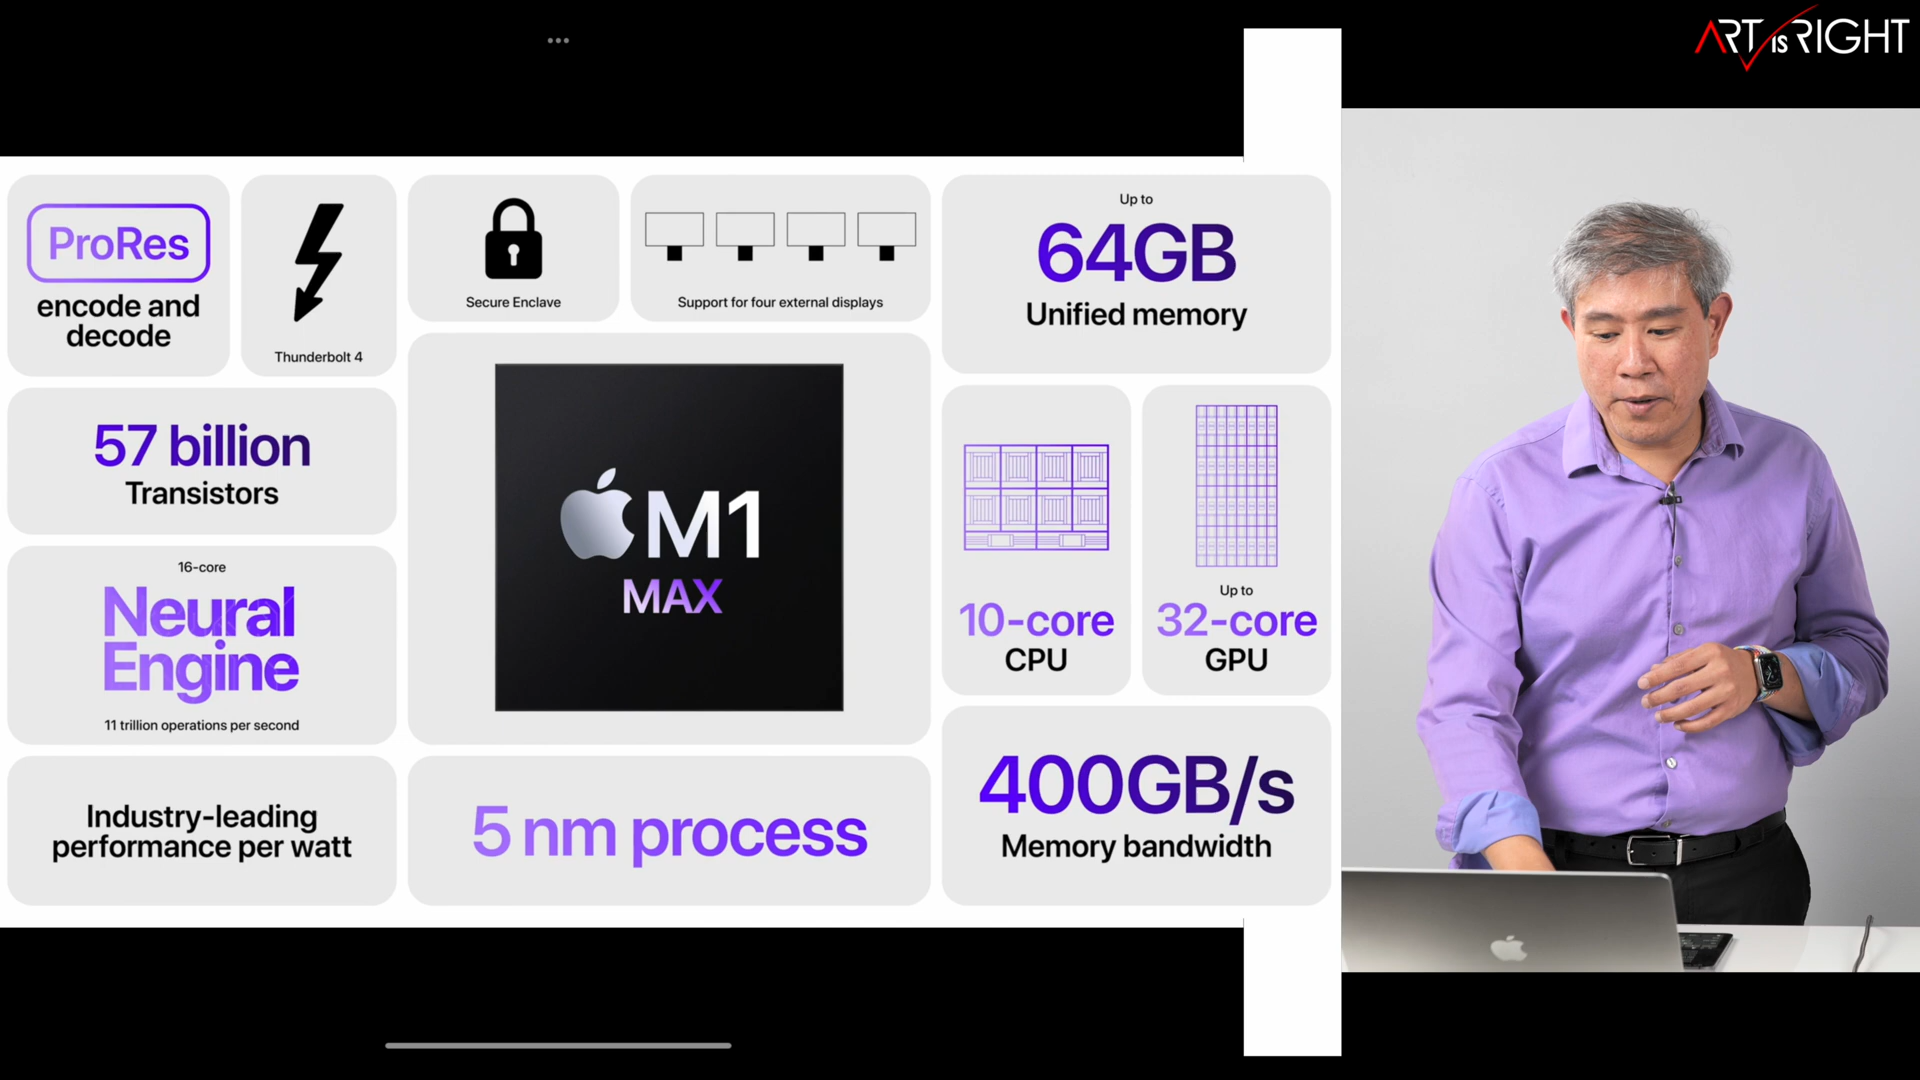 ART IS RIGHT
ProRes
encode and
decode
Thunderbolt 4
Secure Enclave
Support for four external displays
Up to
64GB
Unified memory
57 billion
Transistors
M1
MAX
10-core
CPU
Up to
32-core
GPU
16-core
Neural
Engine
11 trillion operations per second
Industry-leading
performance per watt
5 nm process
400GB/s
Memory bandwidth